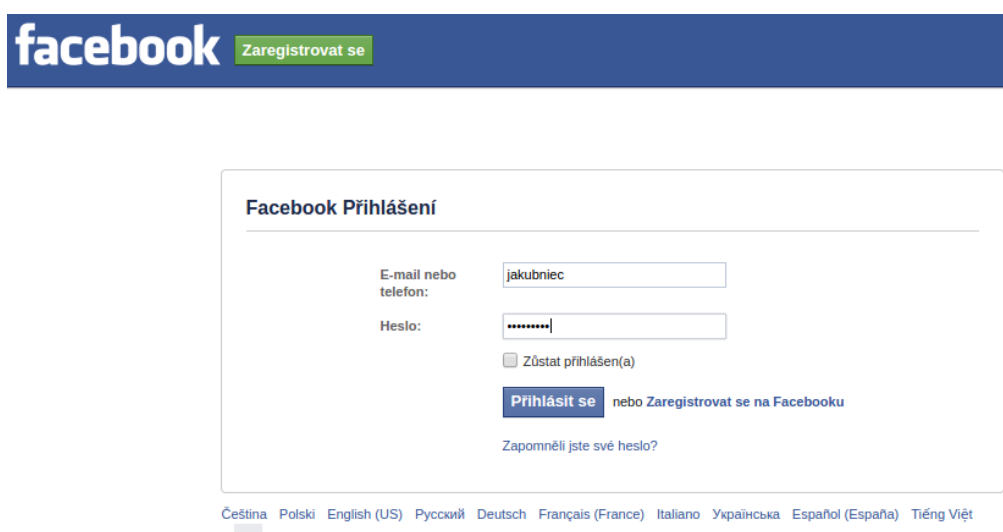 facebook Zaregistrovat se
Facebook Přihlášení
E-mail nebo
telefon:
jakubniec
Heslo:
•••••••••
Zůstat přihlášen(a)
Přihlásit se nebo Zaregistrovat se na Facebooku
Zapomněli jste své heslo?
Čeština Polski English (US) Русский Deutsch Français (France) Italiano Українська Español (España) Tiếng Việt